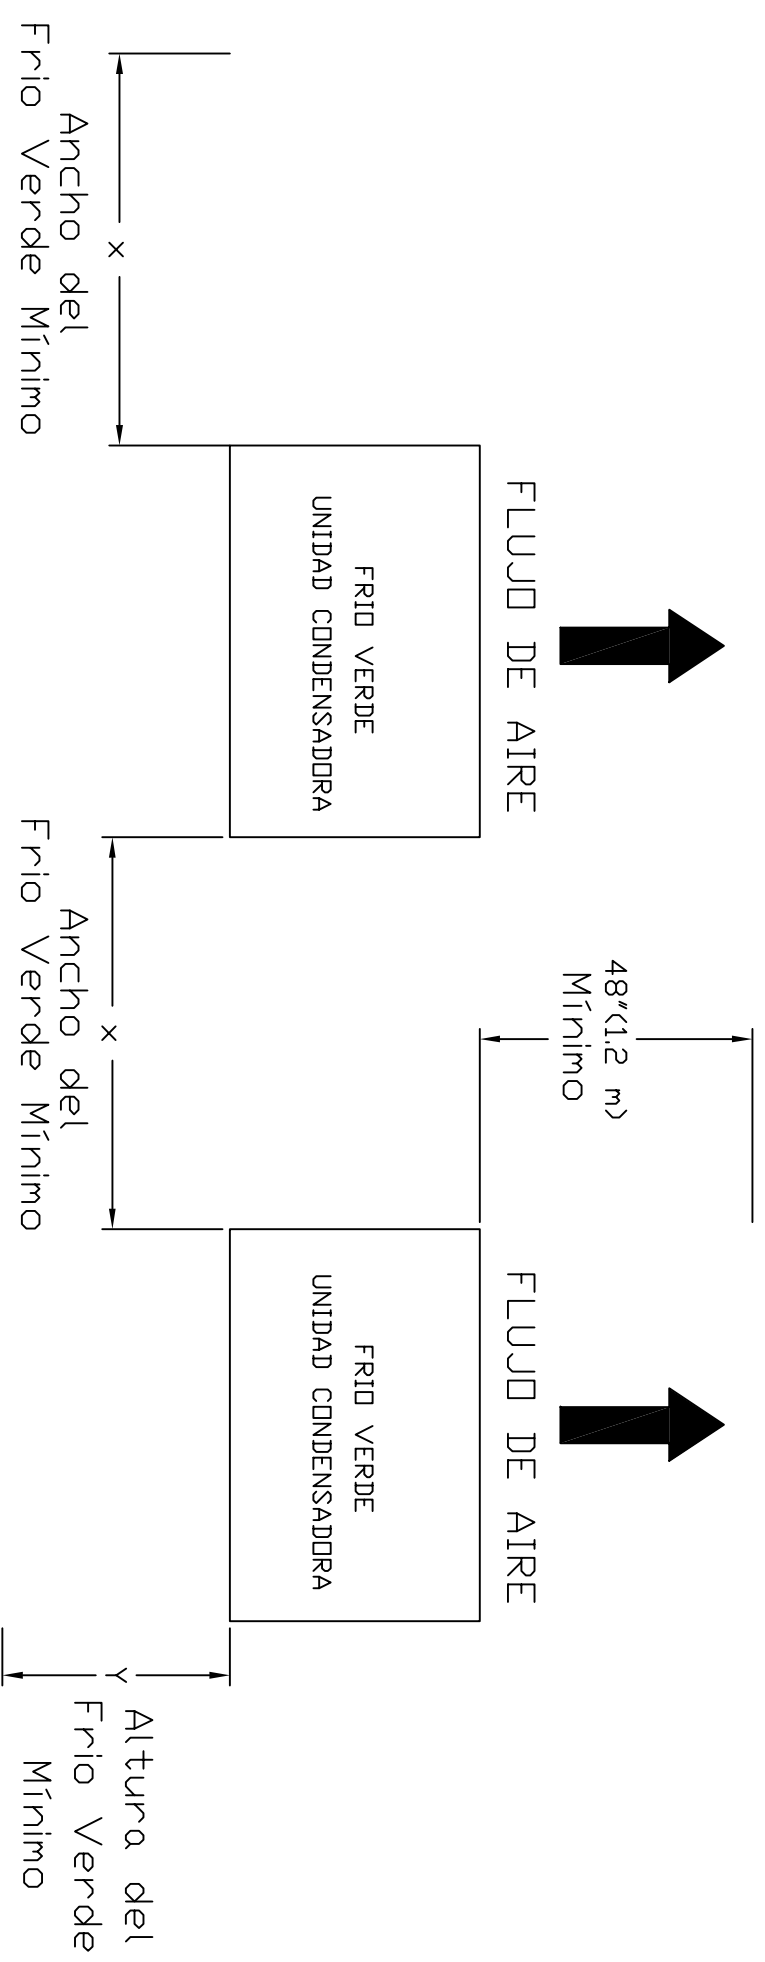 FLUJO DE AIRE
FLUJO DE AIRE
48"(1.2 m)
Mínimo
FRIO VERDE
UNIDAD CONDENSADORA
FRIO VERDE
UNIDAD CONDENSADORA
X
Ancho del
Frio Verde Mínimo
X
Ancho del
Frio Verde Mínimo
Y
Altura del
Frio Verde
Mínimo